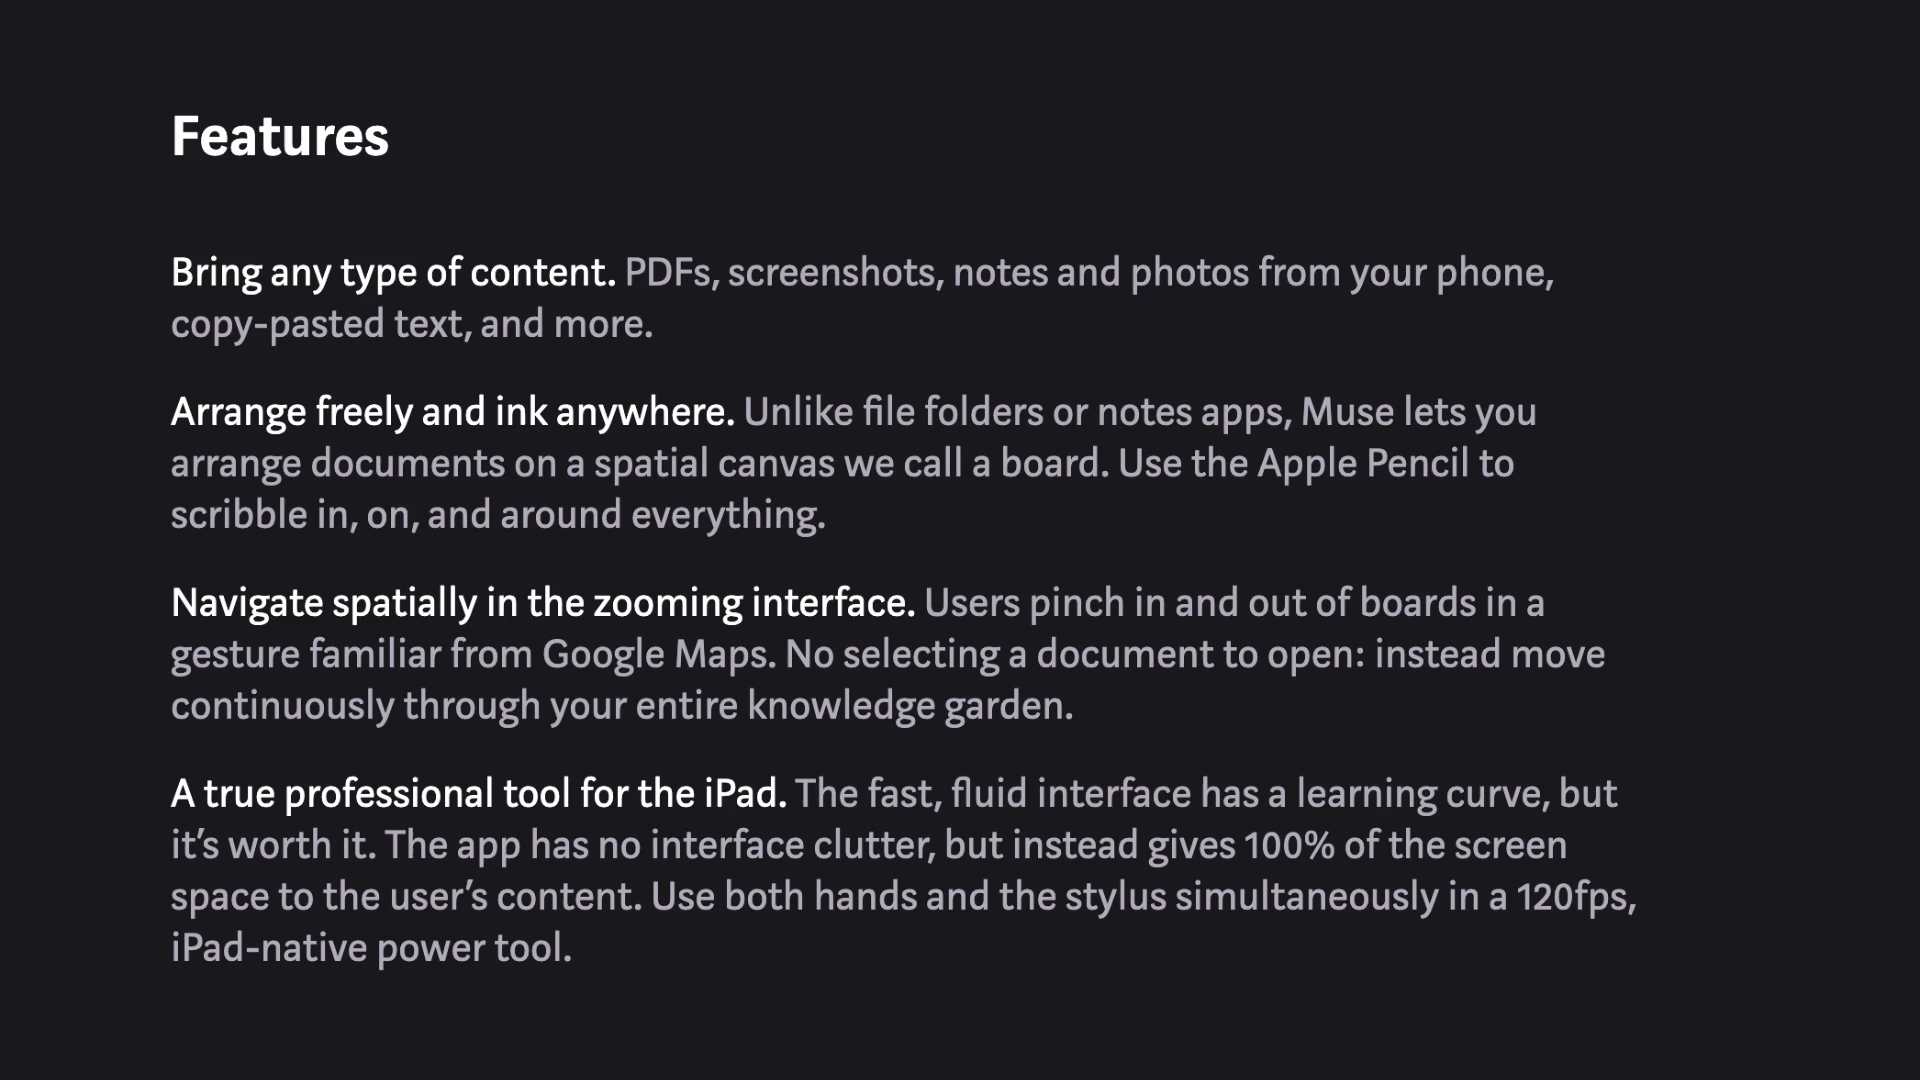 Features
Bring any type of content. PDFs, screenshots, notes and photos from your phone,
copy-pasted text, and more.
Arrange freely and ink anywhere. Unlike file folders or notes apps, Muse lets you
arrange documents on a spatial canvas we call a board. Use the Apple Pencil to
scribble in, on, and around everything.
Navigate spatially in the zooming interface. Users pinch in and out of boards in a
gesture familiar from Google Maps. No selecting a document to open: instead move
continuously through your entire knowledge garden.
A true professional tool for the iPad. The fast, fluid interface has a learning curve, but
it’s worth it. The app has no interface clutter, but instead gives 100% of the screen
space to the user’s content. Use both hands and the stylus simultaneously in a 120fps,
iPad-native power tool.